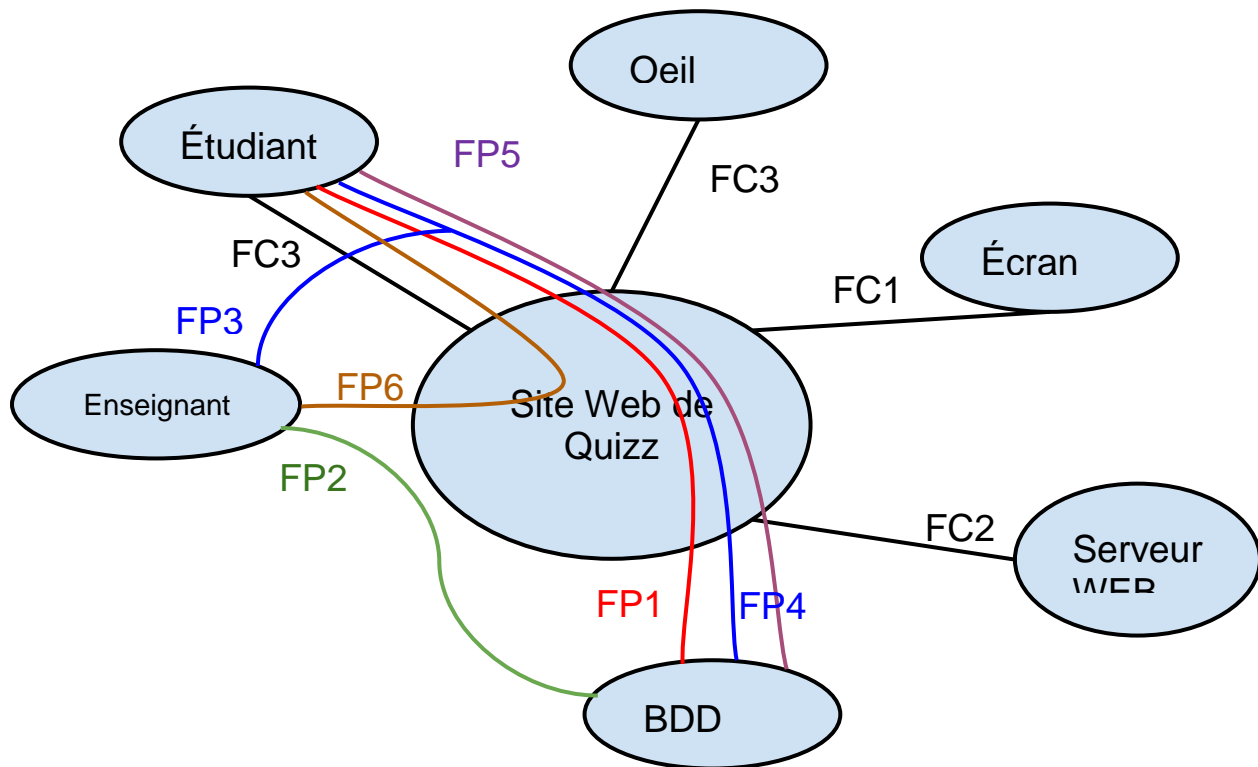 Oeil
Étudiant
FP5
FC3
FC3
Écran
FC1
FP3
FP6
Enseignant
Site Web de
Quizz
FP2
FC2
Serveur
WEB
FP1
FP4
BDD